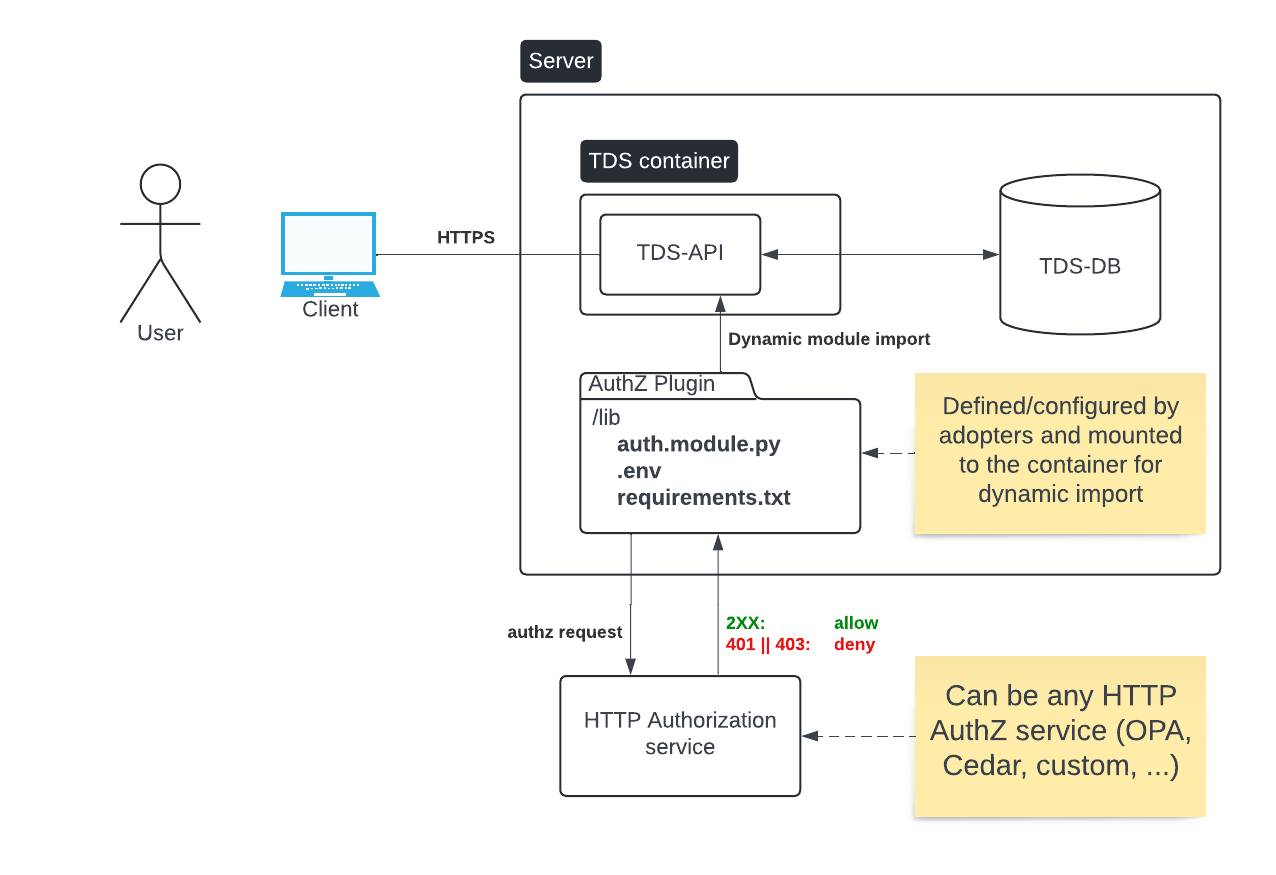 Server
TDS container
HTTPS
TDS-API
TDS-DB
Client
User
Dynamic module import
AuthZ Plugin
/lib
auth.module.py
.env
requirements.txt
Defined/configured by
adopters and mounted
to the container for
dynamic import
authz request
2XX: allow
401 || 403: deny
HTTP Authorization
service
Can be any HTTP
AuthZ service (OPA,
Cedar, custom, ...)